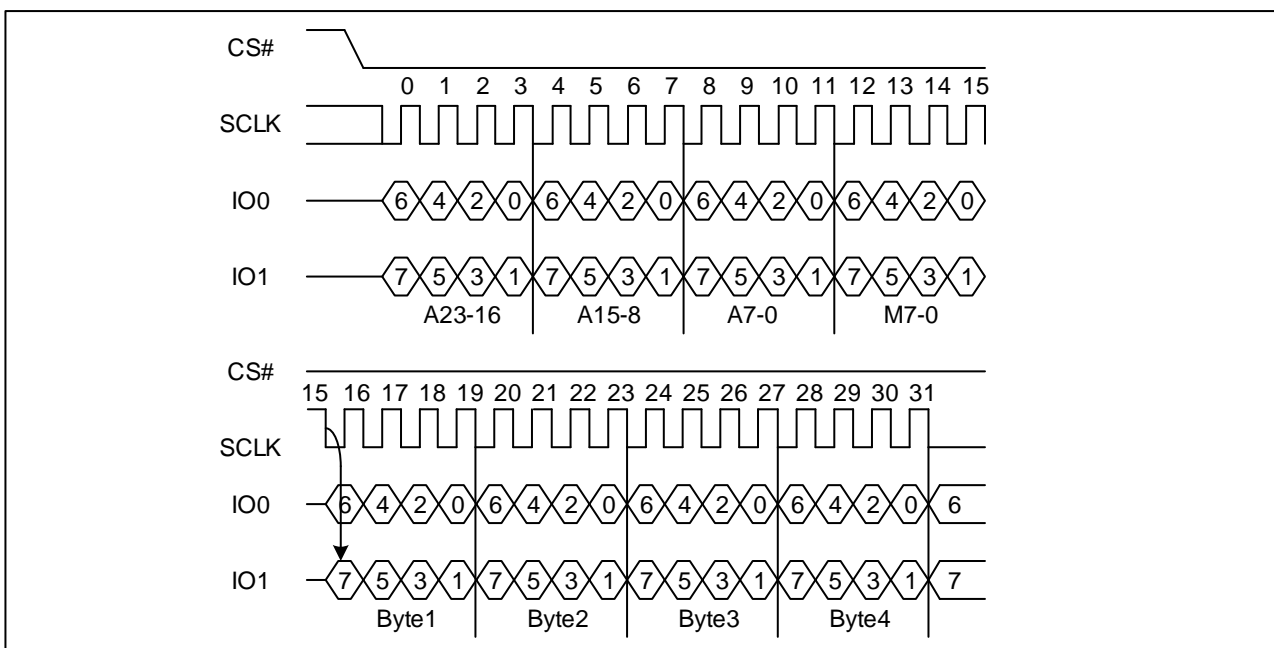 CS#
0 1 2 3 4 5 6 7 8 9 10 11 12 13 14 15
SCLK
IO0 6 4 2 0 6 4 2 0 6 4 2 0 6 4 2 0
IO1 7 5 3 1 7 5 3 1 7 5 3 1 7 5 3 1
A23-16 A15-8 A7-0 M7-0
CS#
15 16 17 18 19 20 21 22 23 24 25 26 27 28 29 30 31
SCLK
IO0 6 4 2 0 6 4 2 0 6 4 2 0 6 4 2 0 6
IO1 7 5 3 1 7 5 3 1 7 5 3 1 7 5 3 1 7
Byte1 Byte2 Byte3 Byte4